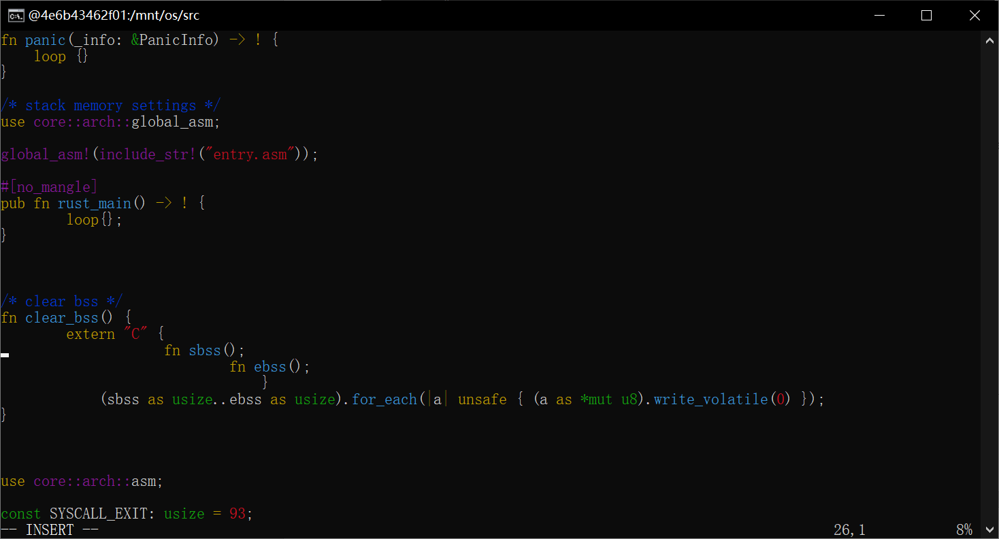 @4e6b43462f01:/mnt/os/src
fn panic(_info: &PanicInfo) -> ! {
    loop {}
}
/* stack memory settings */
use core::arch::global_asm;
global_asm!(include_str!("entry.asm"));
#[no_mangle]
pub fn rust_main() -> ! {
        loop{};
}
/* clear bss */
fn clear_bss() {
        extern "C" {
                    fn sbss();
                            fn ebss();
                                }
            (sbss as usize..ebss as usize).for_each(|a| unsafe { (a as *mut u8).write_volatile(0) });
}
use core::arch::asm;
const SYSCALL_EXIT: usize = 93;
-- INSERT -- 26,1 8%